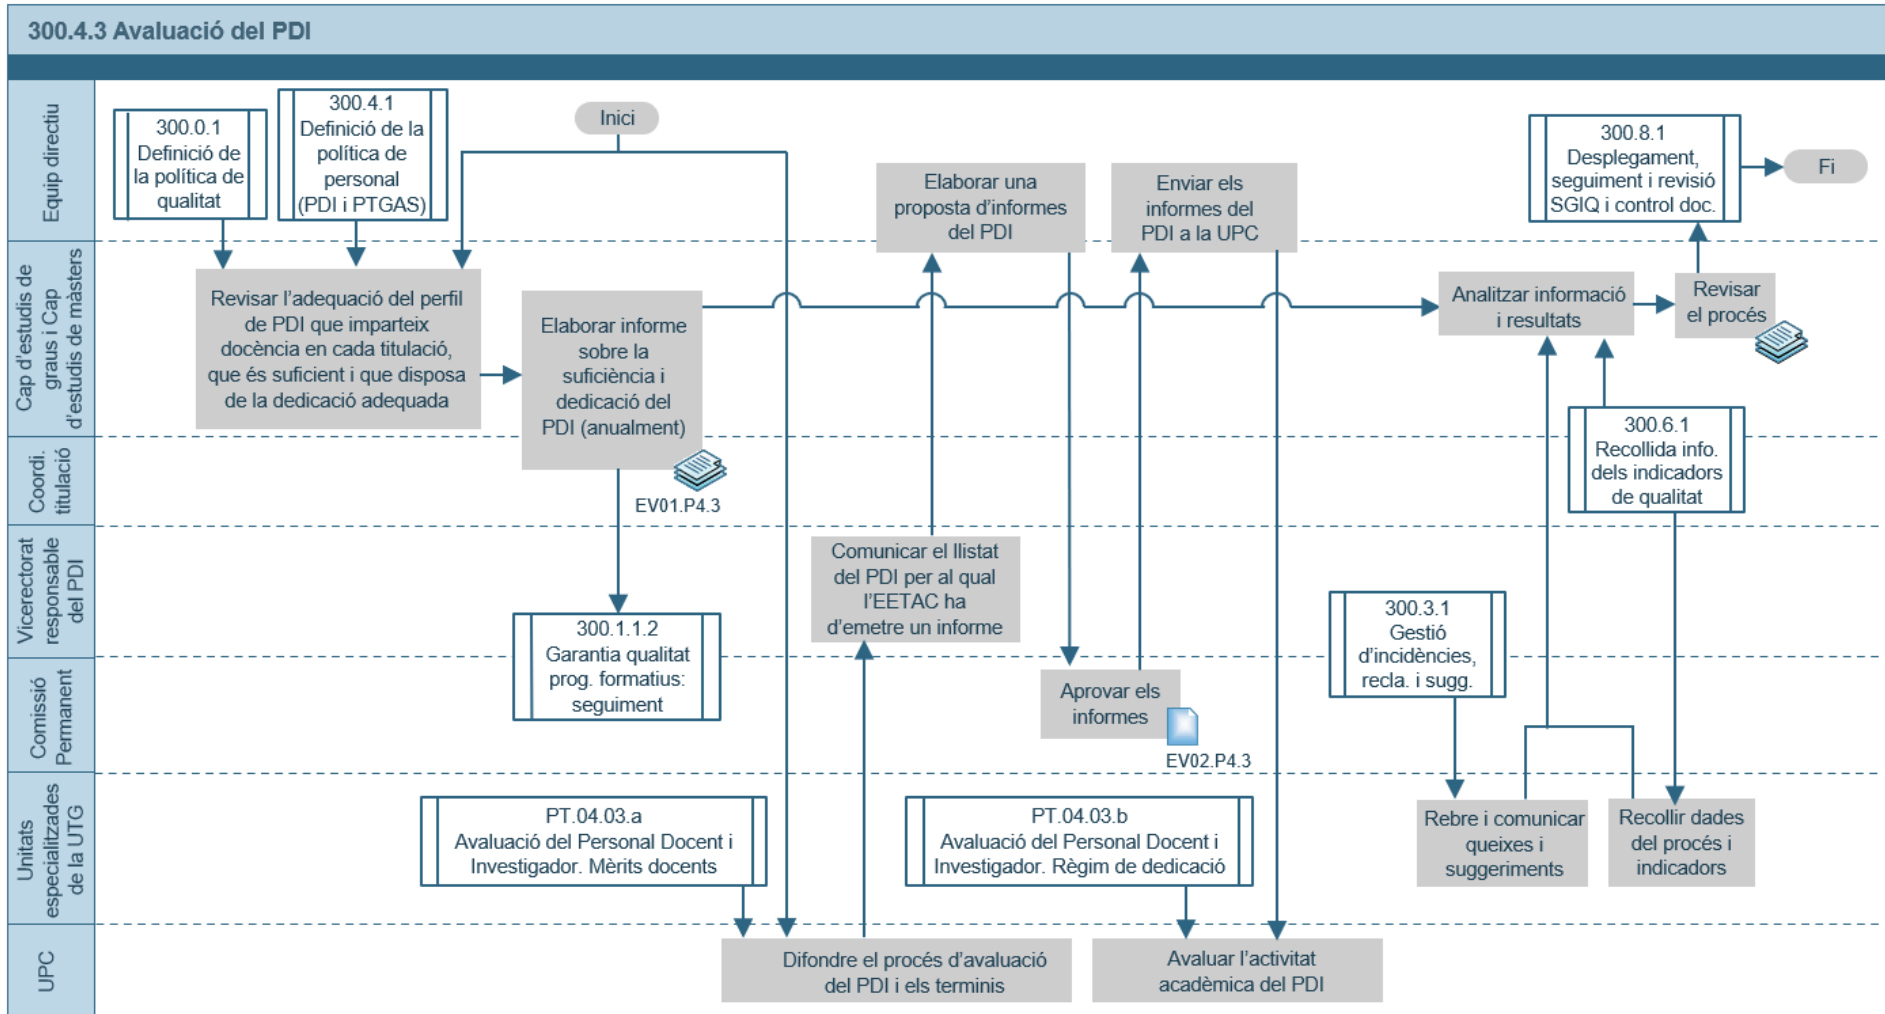 300.4.3 Avaluació del PDI
Equip directiu
300.0.1
Definició de
la política de
qualitat
300.4.1
Definició de la
política de
personal
(PDI i PTGAS)
Inici
Elaborar una
proposta d'informes
del PDI
Enviar els
informes del
PDI a la UPC
300.8.1
Desplegament,
seguiment i revisió
SGIQ i control doc.
Fi
Cap d'estudis de
graus i Cap
d'estudis de màsters
Revisar l'adequació del perfil
de PDI que imparteix
docència en cada titulació,
que és suficient i que disposa
de la dedicació adequada
Elaborar informe
sobre la
suficiència i
dedicació del
PDI (anualment)
EV01.P4.3
Analitzar informació
i resultats
Revisar
el procés
300.6.1
Recollida info.
dels indicadors
de qualitat
Coordi.
titulació
Vicerectorat
responsable
del PDI
Comunicar el llistat
del PDI per al qual
l'EETAC ha
d'emetre un informe
300.1.1.2
Garantia qualitat
prog. formatius:
seguiment
300.3.1
Gestió
d'incidències,
recla. i sugg.
Comissió
Permanent
Aprovar els
informes
EV02.P4.3
Unitats
especialitzades
de la UTG
PT.04.03.a
Avaluació del Personal Docent i
Investigador. Mèrits docents
PT.04.03.b
Avaluació del Personal Docent i
Investigador. Règim de dedicació
Rebre i comunicar
queixes i
suggeriments
Recollir dades
del procés i
indicadors
UPC
Difondre el procés d'avaluació
del PDI i els terminis
Avaluar l'activitat
acadèmica del PDI